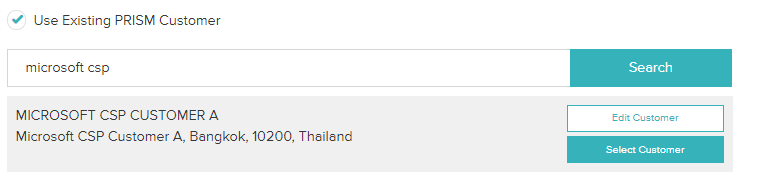 Use Existing PRISM Customer
microsoft csp
Search
MICROSOFT CSP CUSTOMER A
Edit Customer
Microsoft CSP Customer A, Bangkok, 10200, Thailand
Select Customer